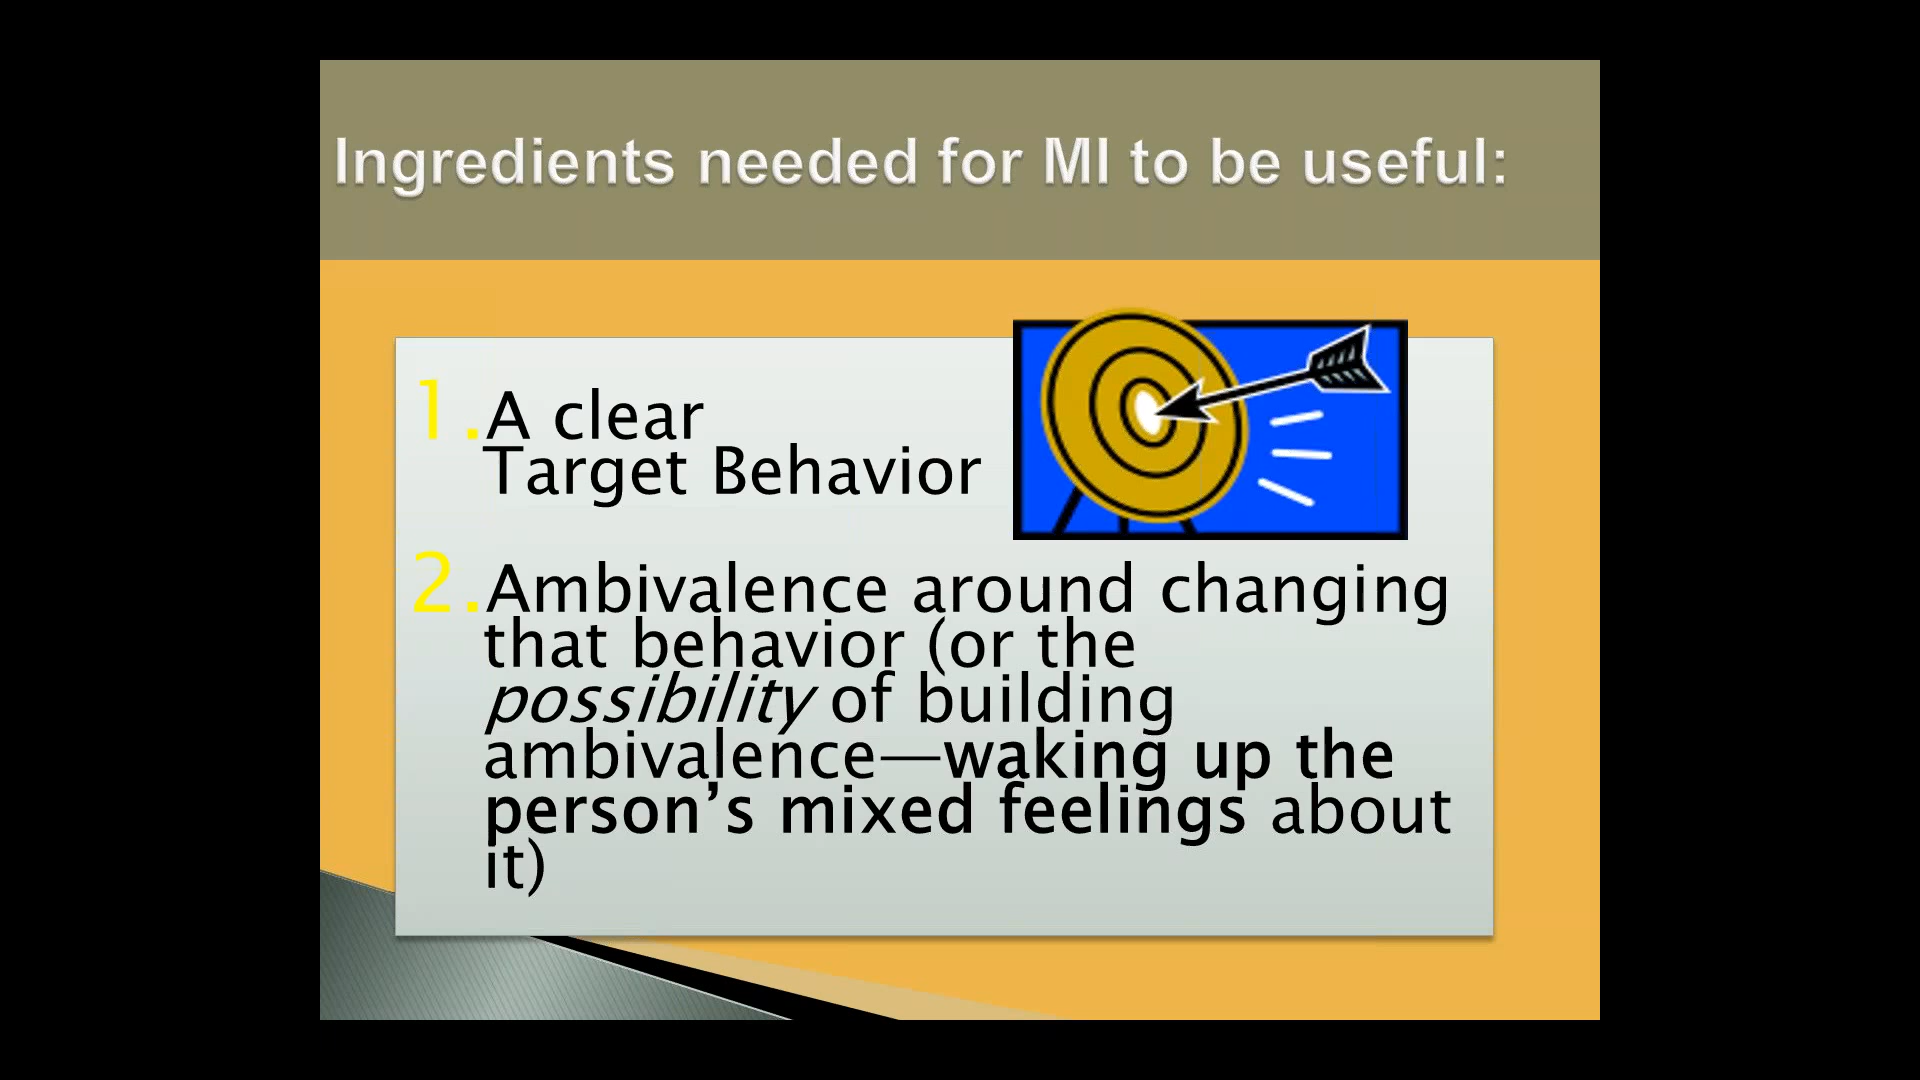 Ingredients needed for MI to be useful:
1. A clear
Target Behavior
2. Ambivalence around changing
that behavior (or the
possibility of building
ambivalence—waking up the
person’s mixed feelings about
it)